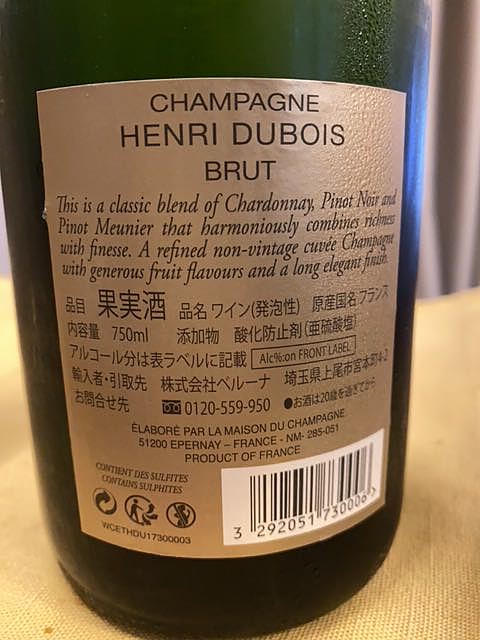 CHAMPAGNE
HENRI DUBOIS
BRUT
This is a classic blend of Chardonnay, Pinot Noir and
Pinot Meunier that harmoniously combines richness
with finesse. A refined non-vintage cuvée Champagne
with generous fruit flavours and a long elegant finish.
品目 果実酒 品名 ワイン(発泡性) 原産国名 フランス
内容量 750ml 添加物 酸化防止剤(亜硫酸塩)
アルコール分は表ラベルに記載 Alc%:on FRONT LABEL
輸入者・引取先 株式会社ベルーナ 埼玉県上尾市宮本町4-2
お問合せ先 0120-559-950 ●お酒は20歳を過ぎてから
ÉLABORÉ PAR LA MAISON DU CHAMPAGNE
51200 EPERNAY – FRANCE - NM- 285-051
PRODUCT OF FRANCE
CONTIENT DES SULFITES
CONTAINS SULPHITES
WCETHDU17300003
3 292051 730006 >